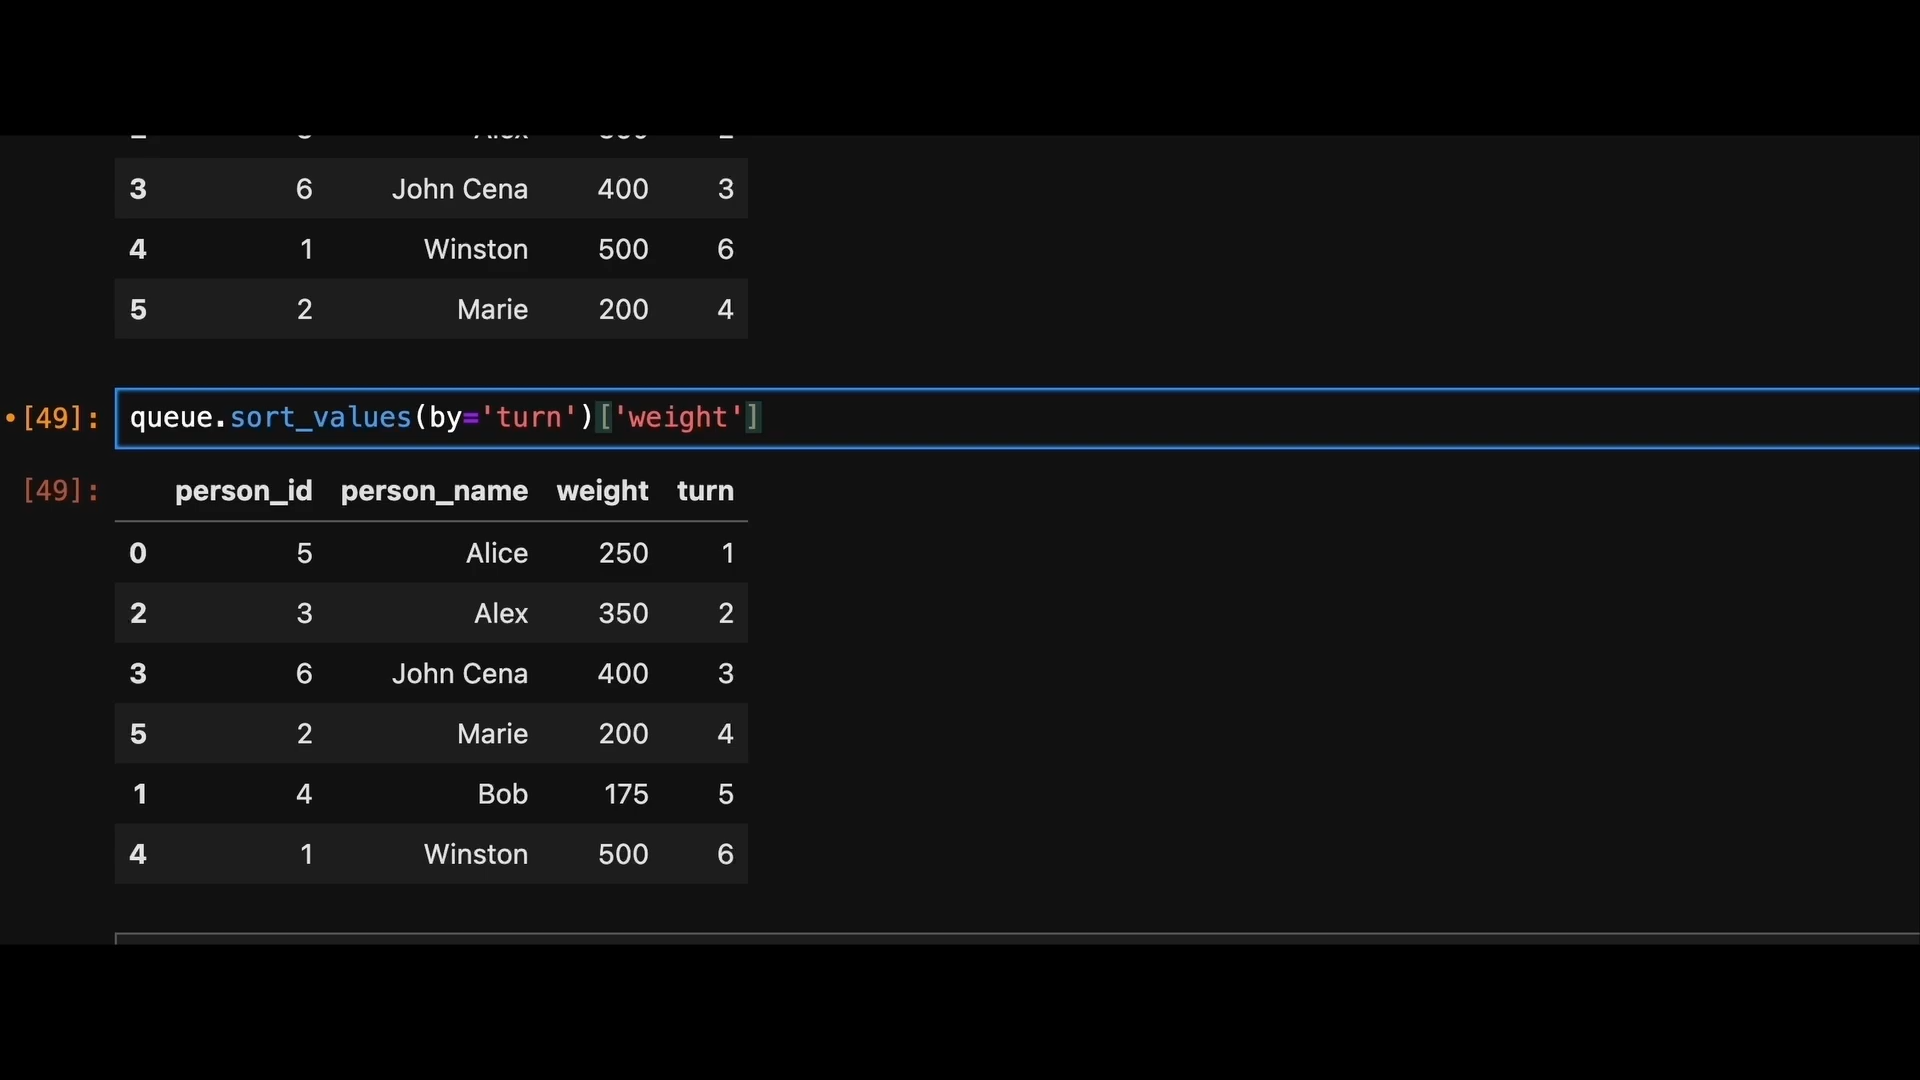 3 6 John Cena 400 3
4 1 Winston 500 6
5 2 Marie 200 4
•[49]: queue.sort_values(by='turn')['weight']
[49]: person_id person_name weight turn
0 5 Alice 250 1
2 3 Alex 350 2
3 6 John Cena 400 3
5 2 Marie 200 4
1 4 Bob 175 5
4 1 Winston 500 6